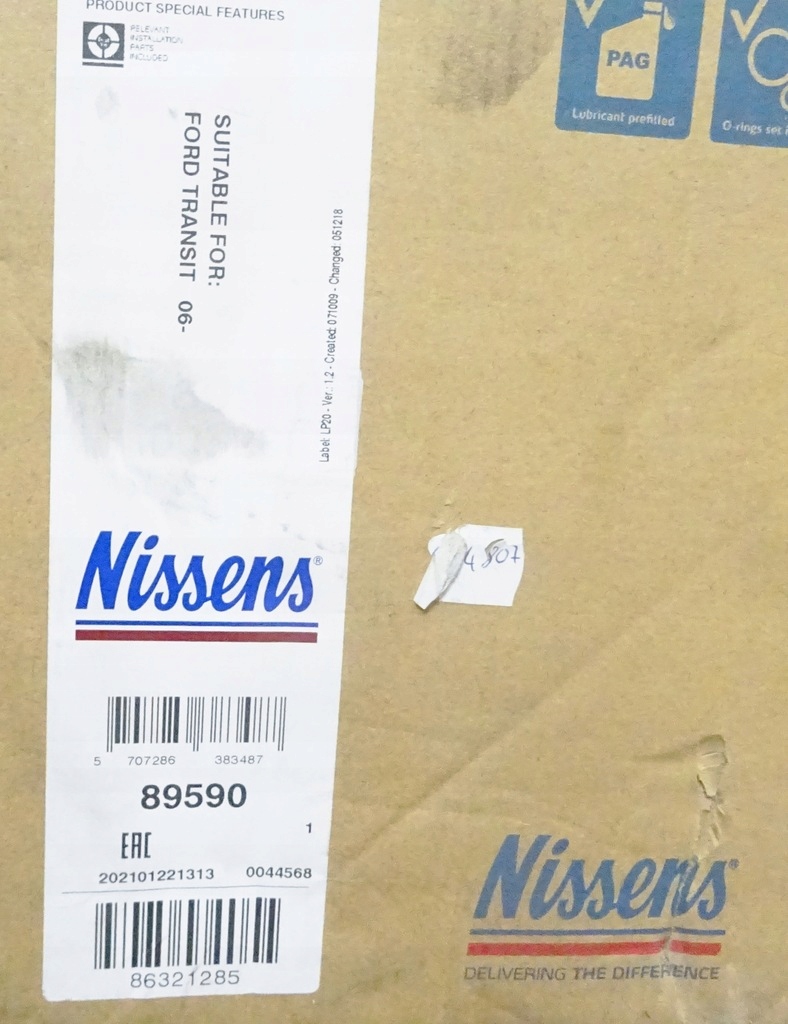 PRODUCT SPECIAL FEATURES
RELEVANT
INSTALLATION
PARTS
INCLUDED
SUITABLE FOR:
FORD TRANSIT 06-
Label: LP20 - Ver.: 1.2 - Created: 071009 - Changed: 051218
Nissens®
5 707286 383487
89590
1
EAC
202101221313 0044568
86321285
PAG
Lubricant prefilled
O-rings set
4807
Nissens®
DELIVERING THE DIFFERENCE